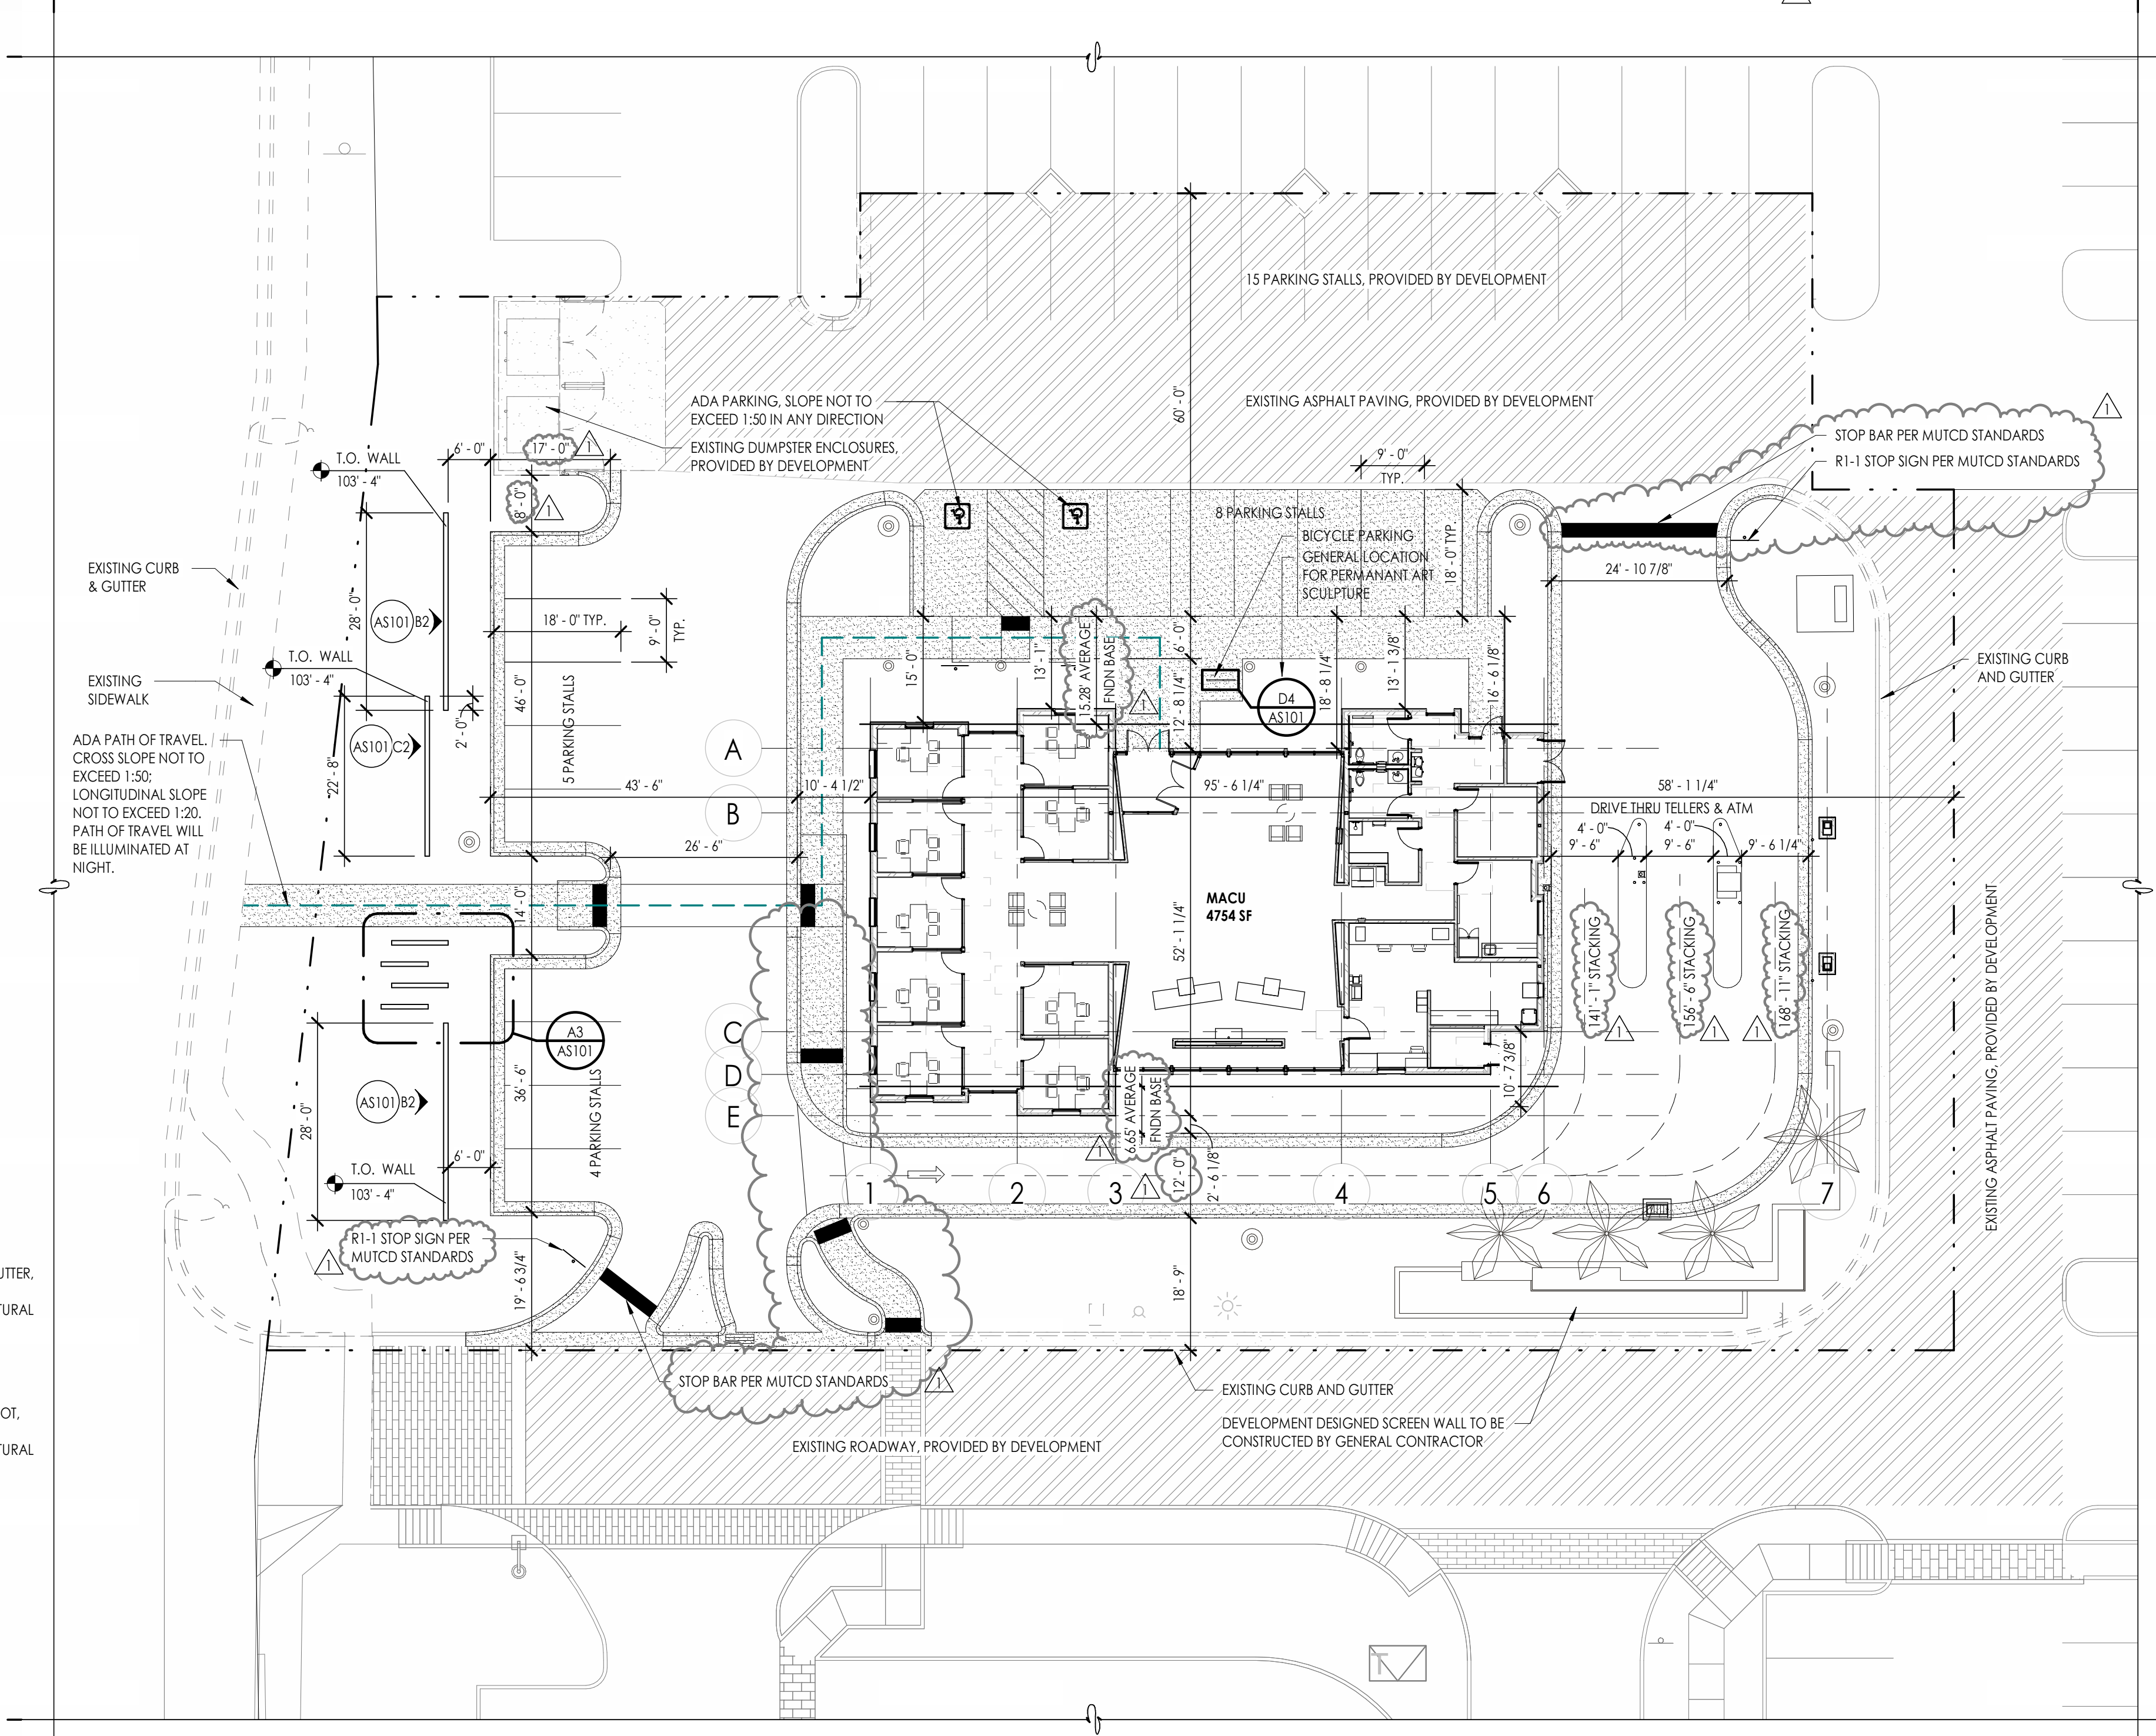 1
15 PARKING STALLS, PROVIDED BY DEVELOPMENT
ADA PARKING, SLOPE NOT TO
EXCEED 1:50 IN ANY DIRECTION
EXISTING DUMPSTER ENCLOSURES,
PROVIDED BY DEVELOPMENT
60' - 0"
EXISTING ASPHALT PAVING, PROVIDED BY DEVELOPMENT
STOP BAR PER MUTCD STANDARDS
R1-1 STOP SIGN PER MUTCD STANDARDS
T.O. WALL
103' - 4"
6' - 0"
17' - 0"
1
8' - 0"
1
9' - 0"
TYP.
8 PARKING STALLS
BICYCLE PARKING
GENERAL LOCATION
FOR PERMANANT ART
SCULPTURE
18' - 0" TYP.
24' - 10 7/8"
EXISTING CURB
& GUTTER
28' - 0"
AS101
B2
18' - 0" TYP.
9' - 0"
TYP.
T.O. WALL
103' - 4"
EXISTING
SIDEWALK
46' - 0"
5 PARKING STALLS
2' - 0"
15' - 0"
13' - 1"
15.28' AVERAGE
FNDN BASE
1
6' - 0"
12' - 8 1/4"
D4
AS101
18' - 8 1/4"
13' - 1 3/8"
16' - 6 1/8"
EXISTING CURB
AND GUTTER
ADA PATH OF TRAVEL.
CROSS SLOPE NOT TO
EXCEED 1:50;
LONGITUDINAL SLOPE
NOT TO EXCEED 1:20.
PATH OF TRAVEL WILL
BE ILLUMINATED AT
NIGHT.
AS101
C2
22' - 8"
A
B
43' - 6"
10' - 4 1/2"
95' - 6 1/4"
58' - 1 1/4"
DRIVE THRU TELLERS & ATM
4' - 0"
4' - 0"
9' - 6"
9' - 6"
9' - 6 1/4"
26' - 6"
14' - 0"
MACU
4754 SF
52' - 1 1/4"
141' - 1" STACKING
1
156' - 6" STACKING
1
168' - 11" STACKING
1
EXISTING ASPHALT PAVING, PROVIDED BY DEVELOPMENT
A3
AS101
C
D
E
AS101
B2
28' - 0"
36' - 6"
4 PARKING STALLS
10' - 7 3/8"
6.65' AVERAGE
FNDN BASE
1
6' - 0"
T.O. WALL
103' - 4"
12' - 0"
1
2' - 6 1/8"
1
2
3
4
5
6
7
R1-1 STOP SIGN PER
MUTCD STANDARDS
1
19' - 6 3/4"
18' - 9"
UTTER,
TURAL
STOP BAR PER MUTCD STANDARDS
1
EXISTING CURB AND GUTTER
DEVELOPMENT DESIGNED SCREEN WALL TO BE
CONSTRUCTED BY GENERAL CONTRACTOR
EXISTING ROADWAY, PROVIDED BY DEVELOPMENT
OT,
TURAL
T